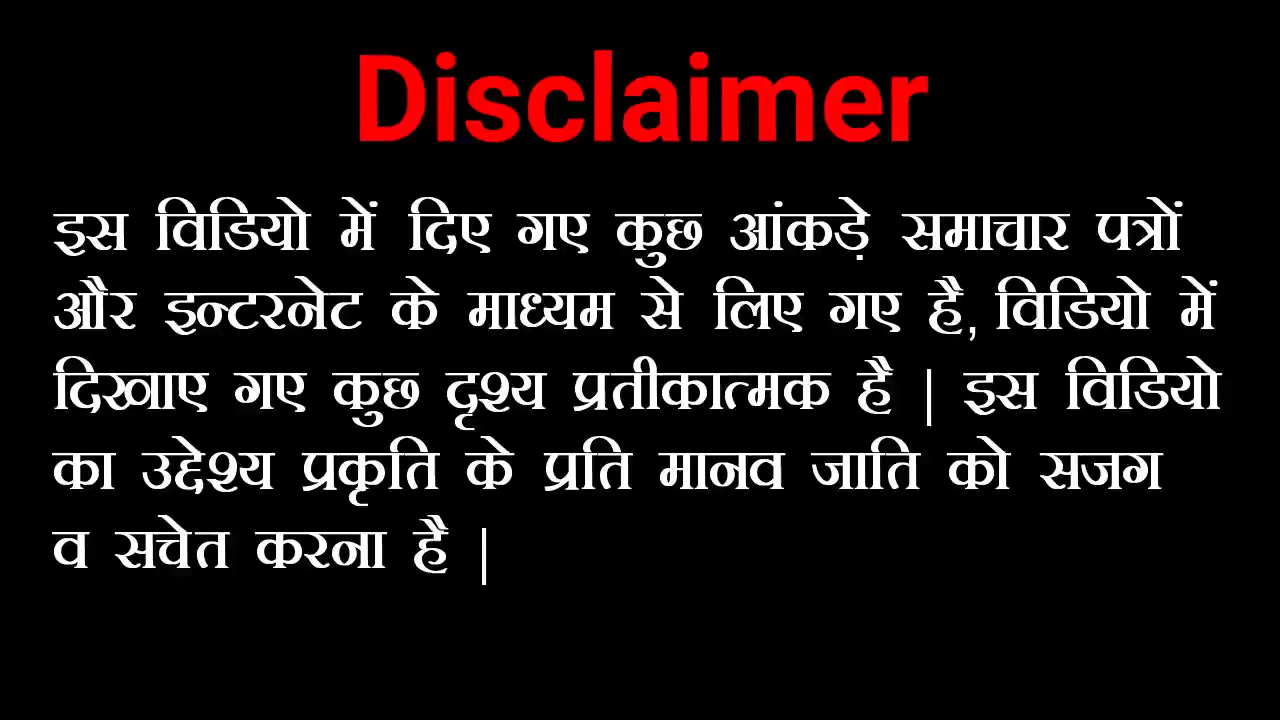 Disclaimer
इस विडियो में दिए गए कुछ आंकड़े समाचार पत्रों
और इन्टरनेट के माध्यम से लिए गए है, विडियो में
दिखाए गए कुछ दृश्य प्रतीकात्मक है | इस विडियो
का उद्देश्य प्रकृति के प्रति मानव जाति को सजग
व सचेत करना है |